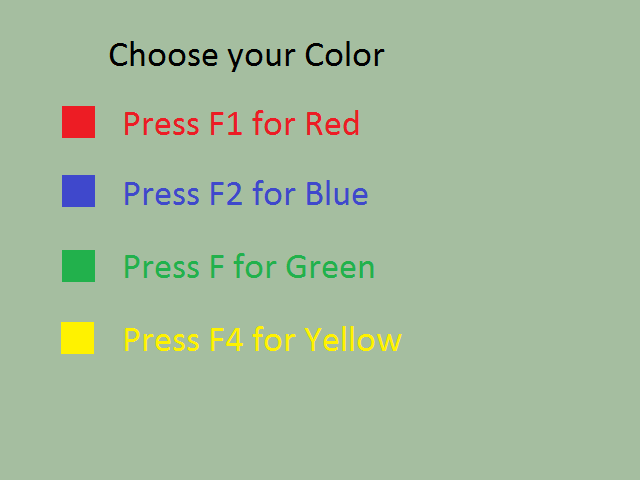 Choose your Color
Press F1 for Red
Press F2 for Blue
Press F for Green
Press F4 for Yellow